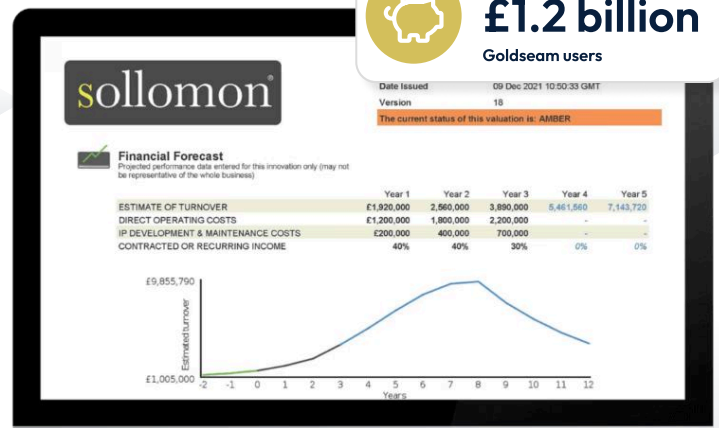 £1.2 billion
Goldseam users
sollomon®
Date Issued 09 Dec 2021 10:50:33 GMT
Version 18
The current status of this valuation is: AMBER
Financial Forecast
Projected performance data entered for this innovation only (may not
be representative of the whole business)
Year 1 Year 2 Year 3 Year 4 Year 5
ESTIMATE OF TURNOVER £1,920,000 2,560,000 3,890,000 5,461,560 7,143,720
DIRECT OPERATING COSTS £1,200,000 1,800,000 2,200,000 - -
IP DEVELOPMENT & MAINTENANCE COSTS £200,000 400,000 700,000 - -
CONTRACTED OR RECURRING INCOME 40% 40% 30% 0% 0%
£9,855,790
Estimated turnover
£1,005,000
-2 -1 0 1 2 3 4 5 6 7 8 9 10 11 12
Years